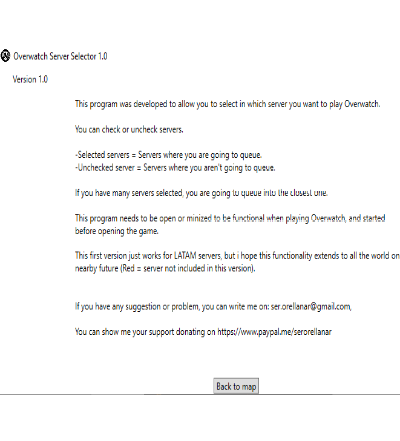 Overwatch Server Selector 1.0
Version 1.0
This program was developed to allow you to select in which server you want to play Overwatch.
You can check or uncheck servers.
-Selected servers = Servers where you are going to queue.
-Unchecked server = Servers where you aren't going to queue.
If you have many servers selected, you are going to queue into the closest one.
This program needs to be open or minized to be functional when playing Overwatch, and started
before opening the game.
This first version just works for LATAM servers, but i hope this functionality extends to all the world on
nearby future (Red = server not included in this version).
If you have any suggestion or problem, you can write me on: ser.orellanar@gmail.com,
You can show me your support donating on https://www.paypal.me/serorellanar
Back to map